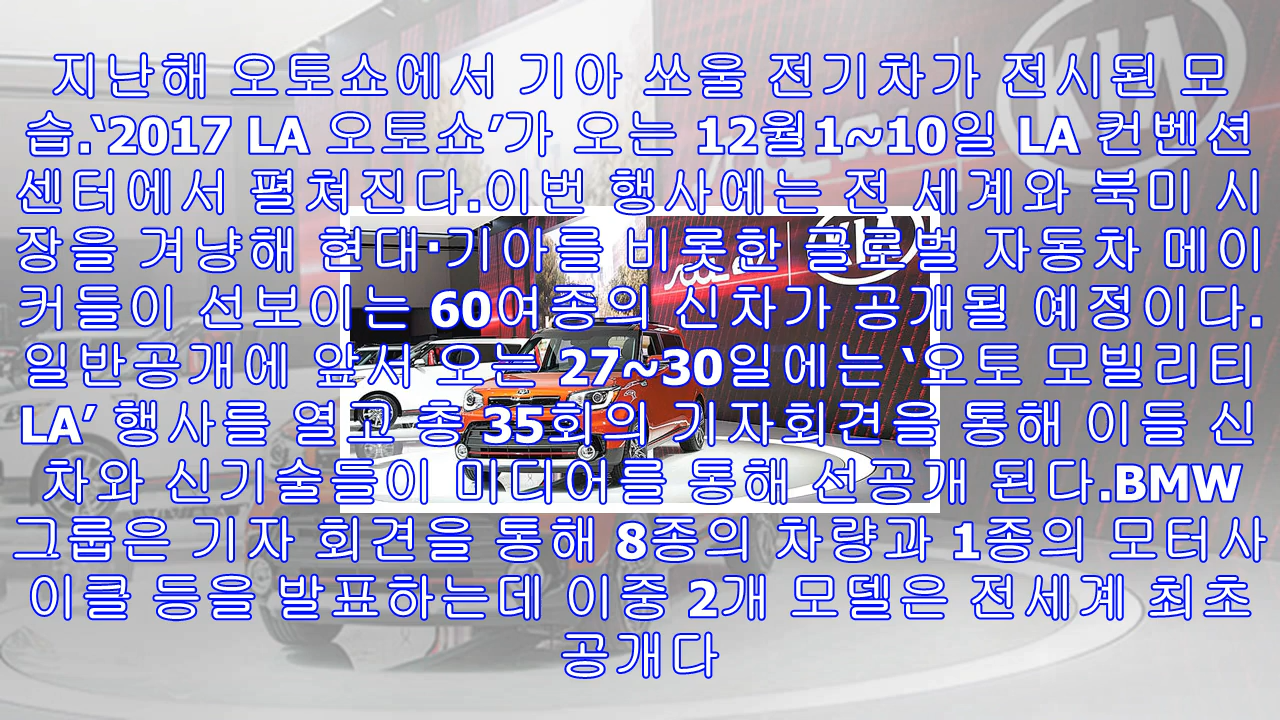 지난해 오토쇼에서 기아 쏘울 전기차가 전시된 모
습.‘2017 LA 오토쇼’가 오는 12월1~10일 LA 컨벤션
센터에서 펼쳐진다.이번 행사에는 전 세계와 북미 시
장을 겨냥해 현대·기아를 비롯한 글로벌 자동차 메이
커들이 선보이는 60여종의 신차가 공개될 예정이다.
일반공개에 앞서 오는 27~30일에는 ‘오토 모빌리티
LA’ 행사를 열고 총 35회의 기자회견을 통해 이들 신
차와 신기술들이 미디어를 통해 선공개 된다.BMW
그룹은 기자 회견을 통해 8종의 차량과 1종의 모터사
이클 등을 발표하는데 이중 2개 모델은 전세계 최초
공개다
KIA
KIA